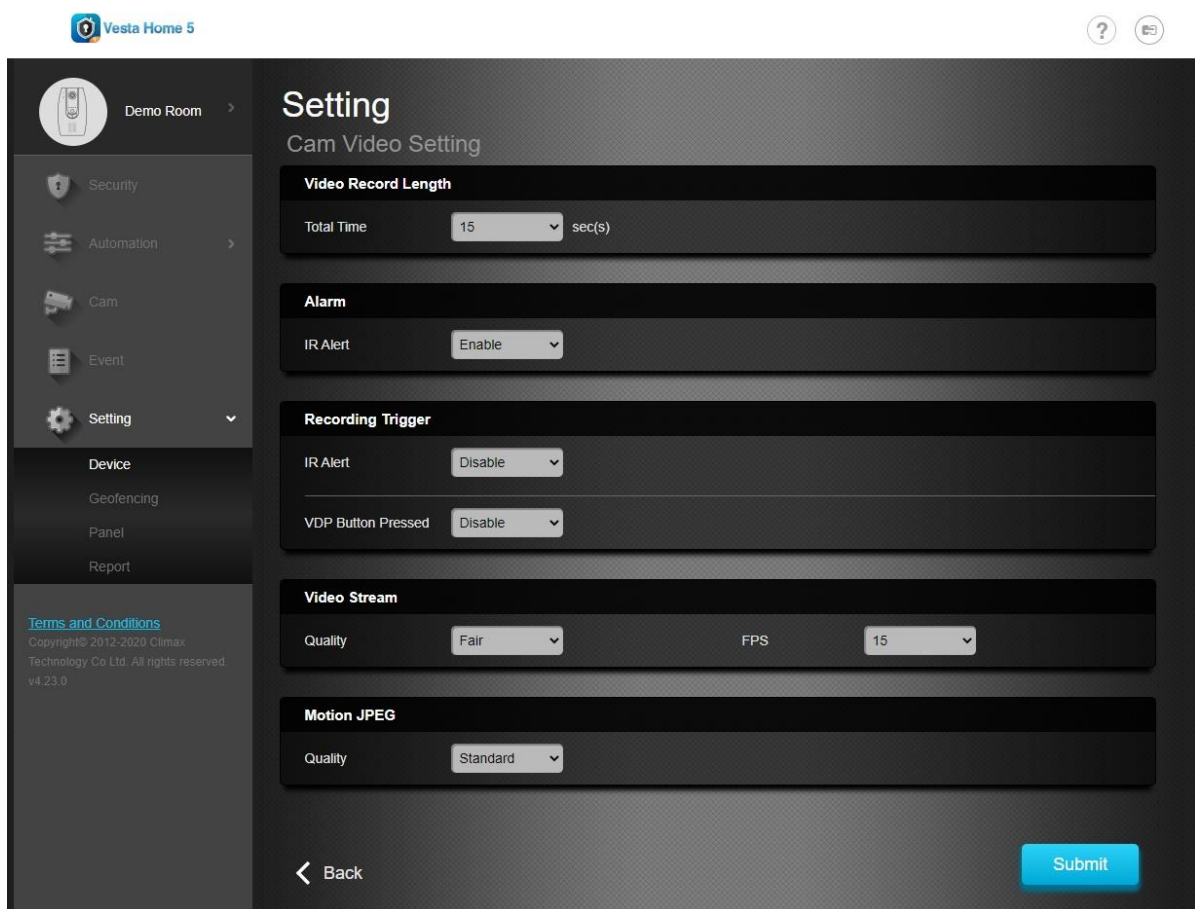 Vesta Home 5
?
Demo Room
Security
Automation
Cam
Event
Setting
Device
Geofencing
Panel
Report
Terms and Conditions
Copyright© 2012-2020 Climax
Technology Co Ltd. All rights reserved.
v4.23.0
Setting
Cam Video Setting
Video Record Length
Total Time 15 sec(s)
Alarm
IR Alert Enable
Recording Trigger
IR Alert Disable
VDP Button Pressed Disable
Video Stream
Quality Fair FPS 15
Motion JPEG
Quality Standard
Back
Submit